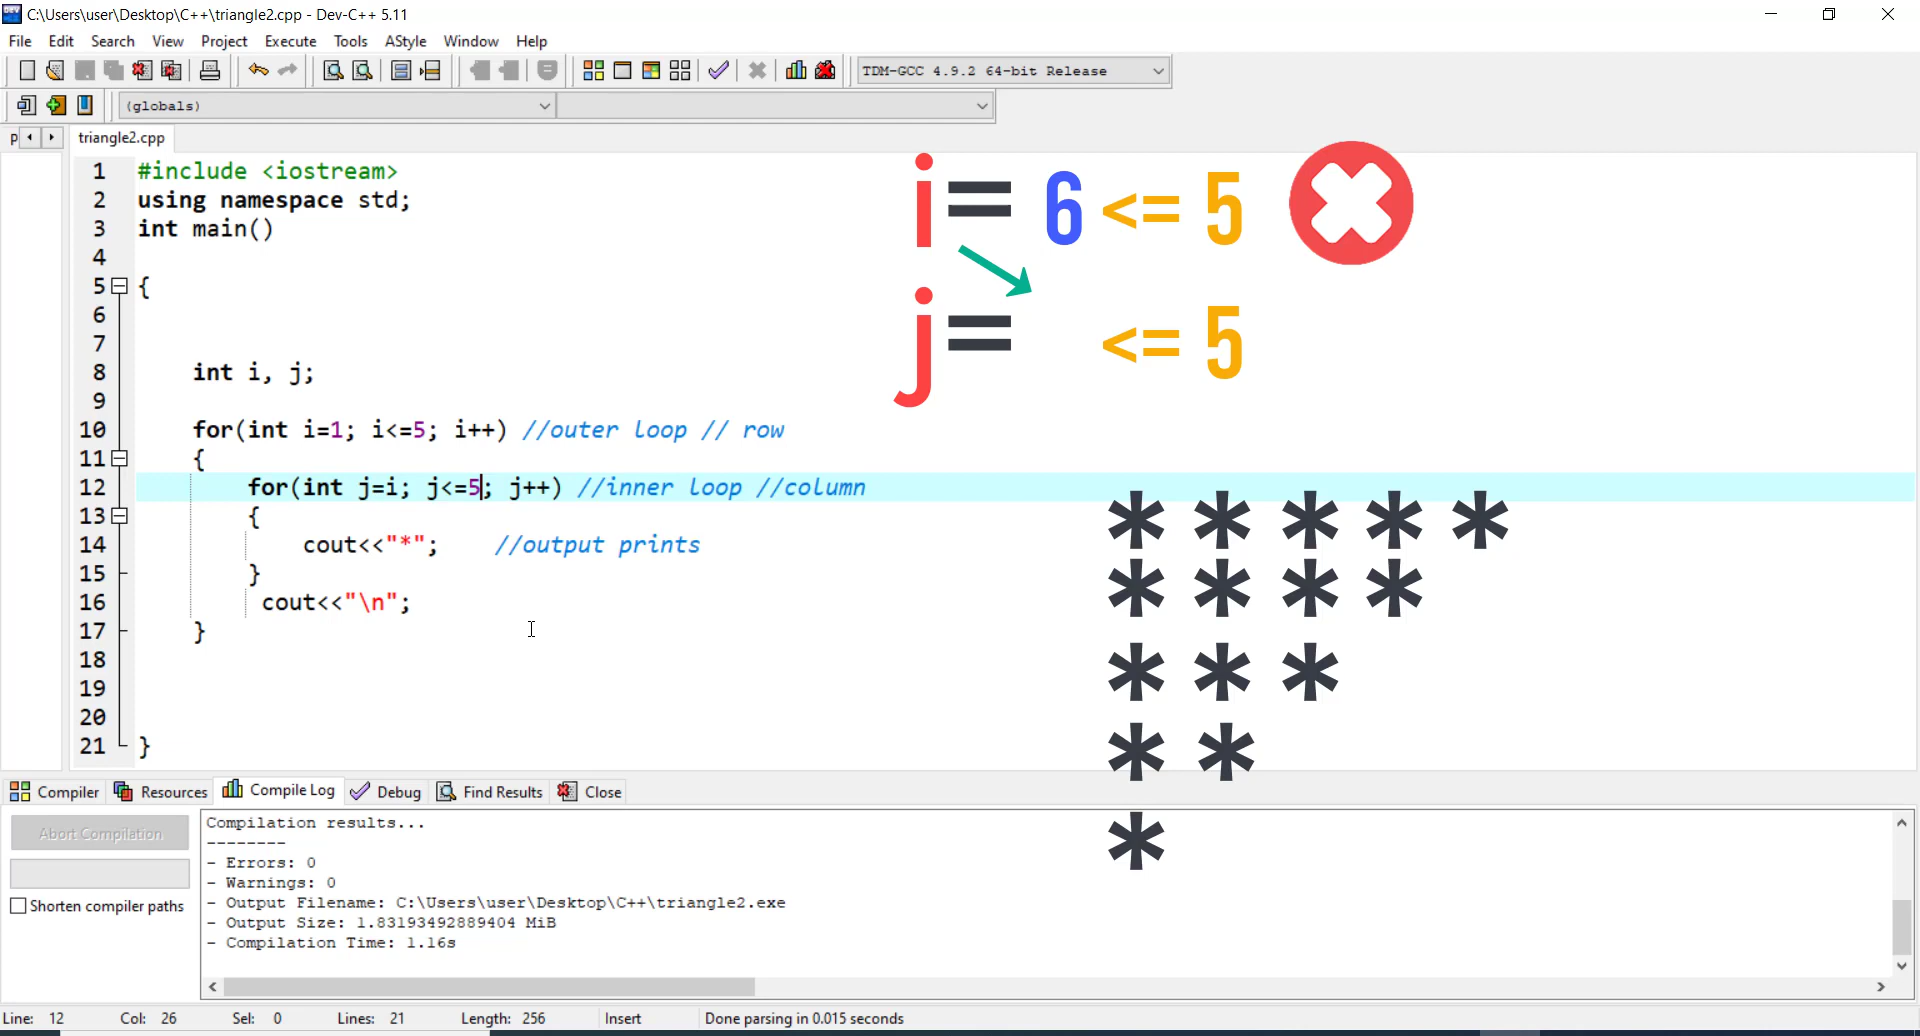 C:\Users\user\Desktop\C++\triangle2.cpp - Dev-C++ 5.11
File Edit Search View Project Execute Tools AStyle Window Help
TDM-GCC 4.9.2 64-bit Release
(globals)
P triangle2.cpp
1 #include <iostream>
2 using namespace std;
3 int main()
4
5 {
6
7
8 int i, j;
9
10 for(int i=1; i<=5; i++) //outer loop // row
11 {
12 for(int j=i; j<=5; j++) //inner loop //column
13 {
14 cout<<"*"; //output prints
15 }
16 cout<<"\n";
17 }
18
19
20
21 }
i= 6 <= 5
j= <= 5
* * * * *
* * * *
* * *
* *
*
Compiler Resources Compile Log Debug Find Results Close
Abort Compilation
Shorten compiler paths
Compilation results...
--------
- Errors: 0
- Warnings: 0
- Output Filename: C:\Users\user\Desktop\C++\triangle2.exe
- Output Size: 1.83193492889404 MiB
- Compilation Time: 1.16s
Line: 12 Col: 26 Sel: 0 Lines: 21 Length: 256 Insert Done parsing in 0.015 seconds